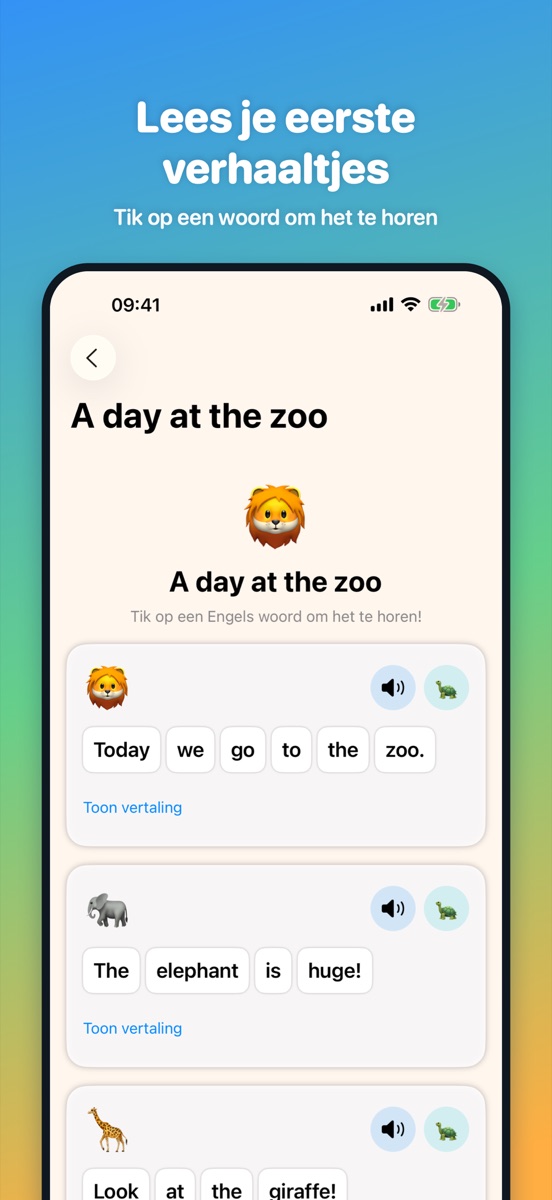 Lees je eerste
verhaaltjes
Tik op een woord om het te horen
09:41
A day at the zoo
A day at the zoo
Tik op een Engels woord om het te horen!
Today we go to the zoo.
Toon vertaling
The elephant is huge!
Toon vertaling
Look at the giraffe!